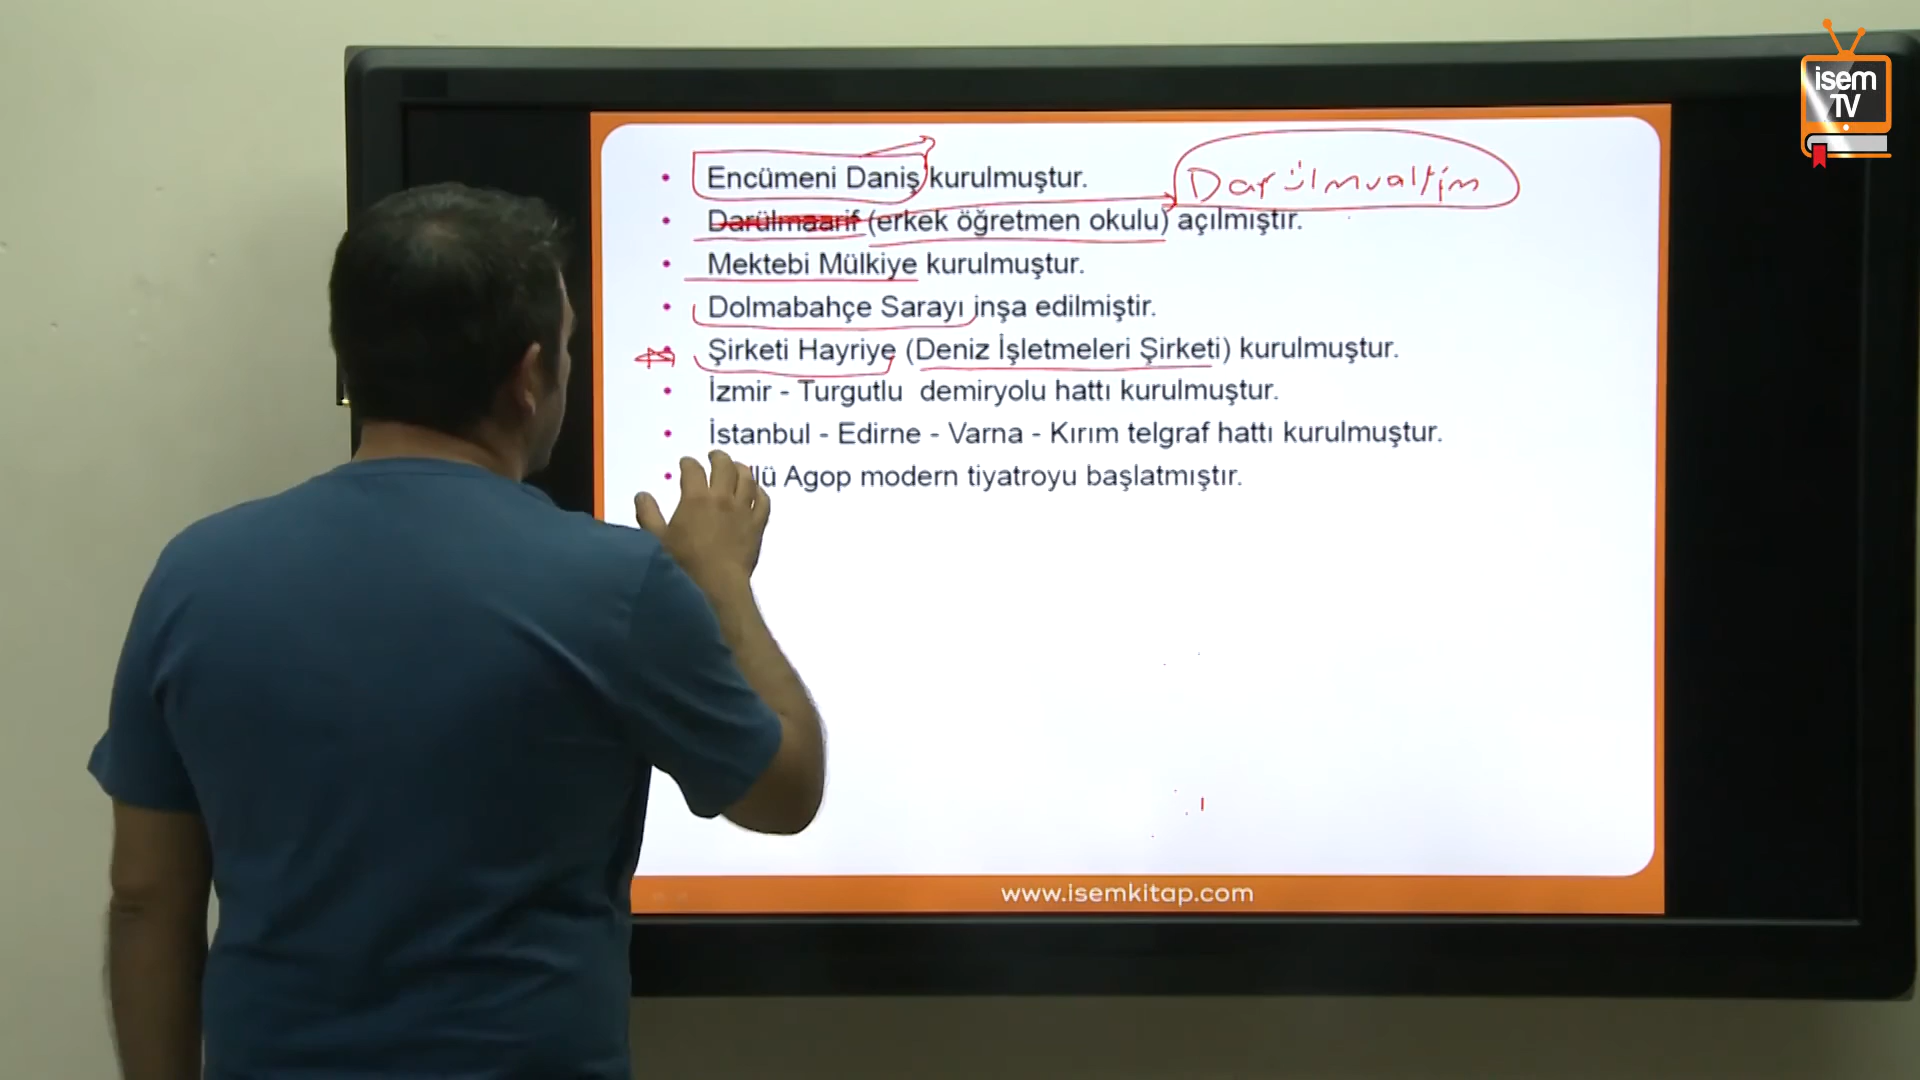 isem
TV
• Encümeni Daniş kurulmuştur.
Darülmuallim
• Darülmaarif (erkek öğretmen okulu) açılmıştır.
• Mektebi Mülkiye kurulmuştur.
• Dolmabahçe Sarayı inşa edilmiştir.
• Şirketi Hayriye (Deniz İşletmeleri Şirketi) kurulmuştur.
• İzmir - Turgutlu demiryolu hattı kurulmuştur.
• İstanbul - Edirne - Varna - Kırım telgraf hattı kurulmuştur.
• Agop modern tiyatroyu başlatmıştır.
www.isemkitap.com